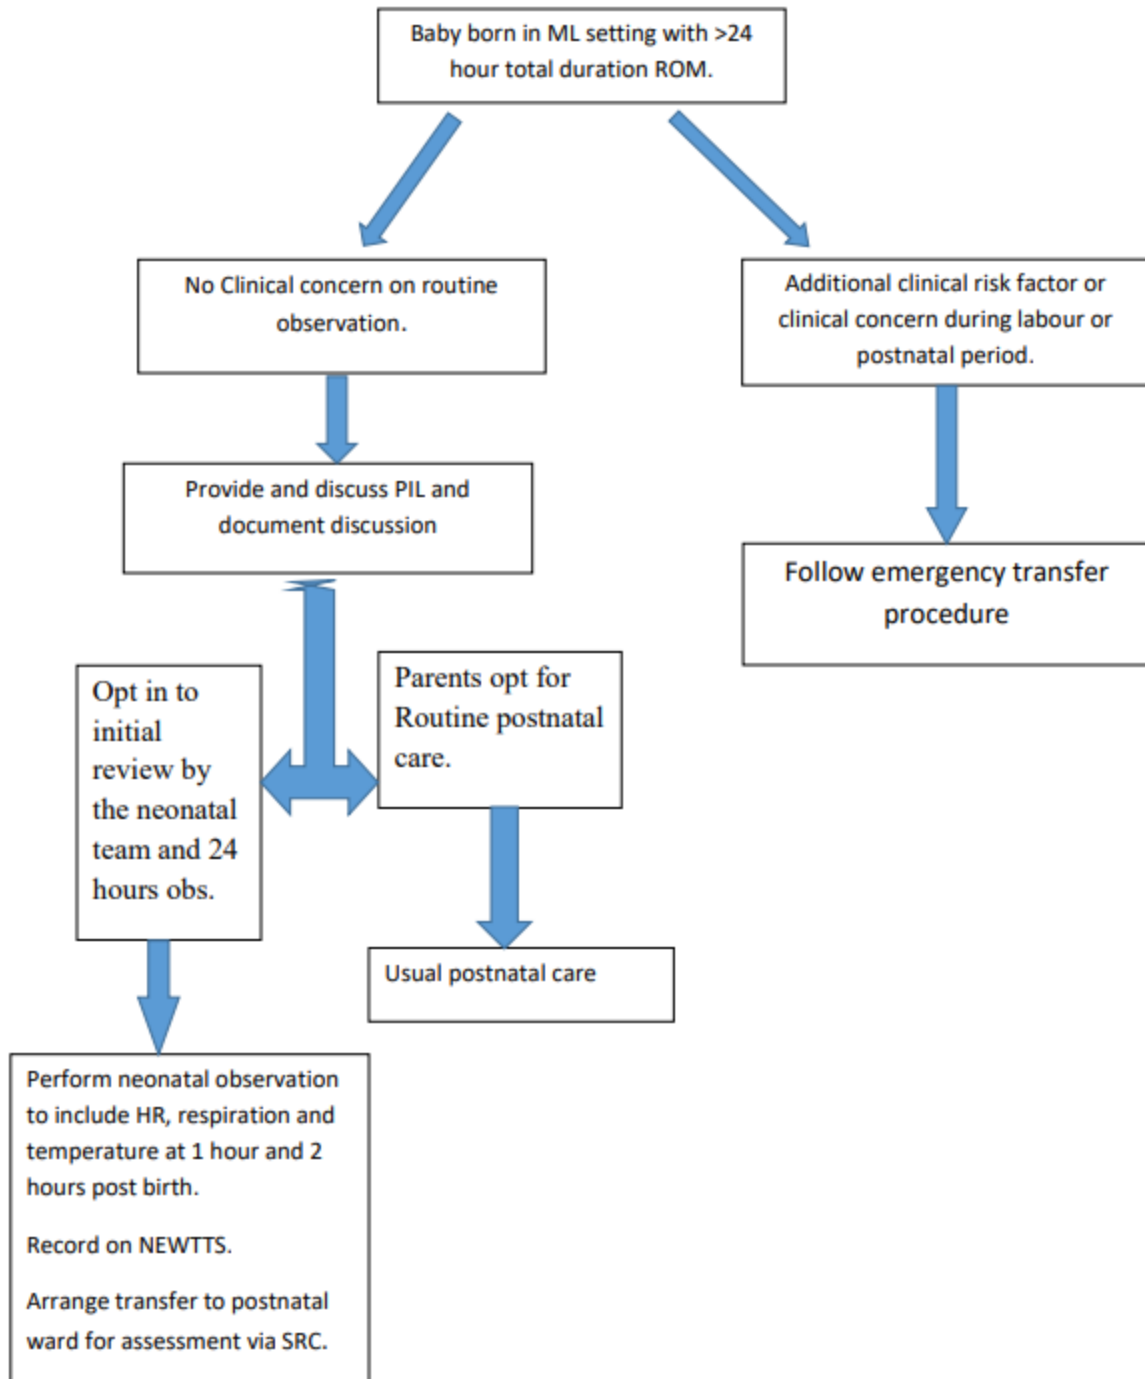 Baby born in ML setting with >24
hour total duration ROM.
No Clinical concern on routine
observation.
Additional clinical risk factor or
clinical concern during labour or
postnatal period.
Provide and discuss PIL and
document discussion
Follow emergency transfer
procedure
Opt in to
initial
review by
the neonatal
team and 24
hours obs.
Parents opt for
Routine postnatal
care.
Usual postnatal care
Perform neonatal observation
to include HR, respiration and
temperature at 1 hour and 2
hours post birth.
Record on NEWTTS.
Arrange transfer to postnatal
ward for assessment via SRC.